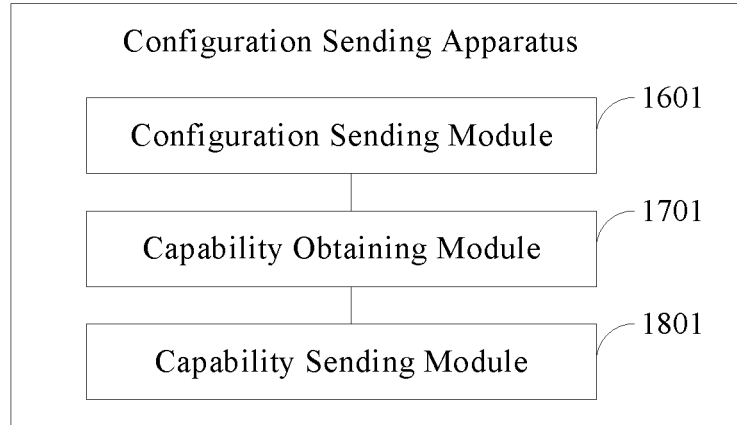 Configuration Sending Apparatus
Configuration Sending Module
1601
Capability Obtaining Module
1701
Capability Sending Module
1801